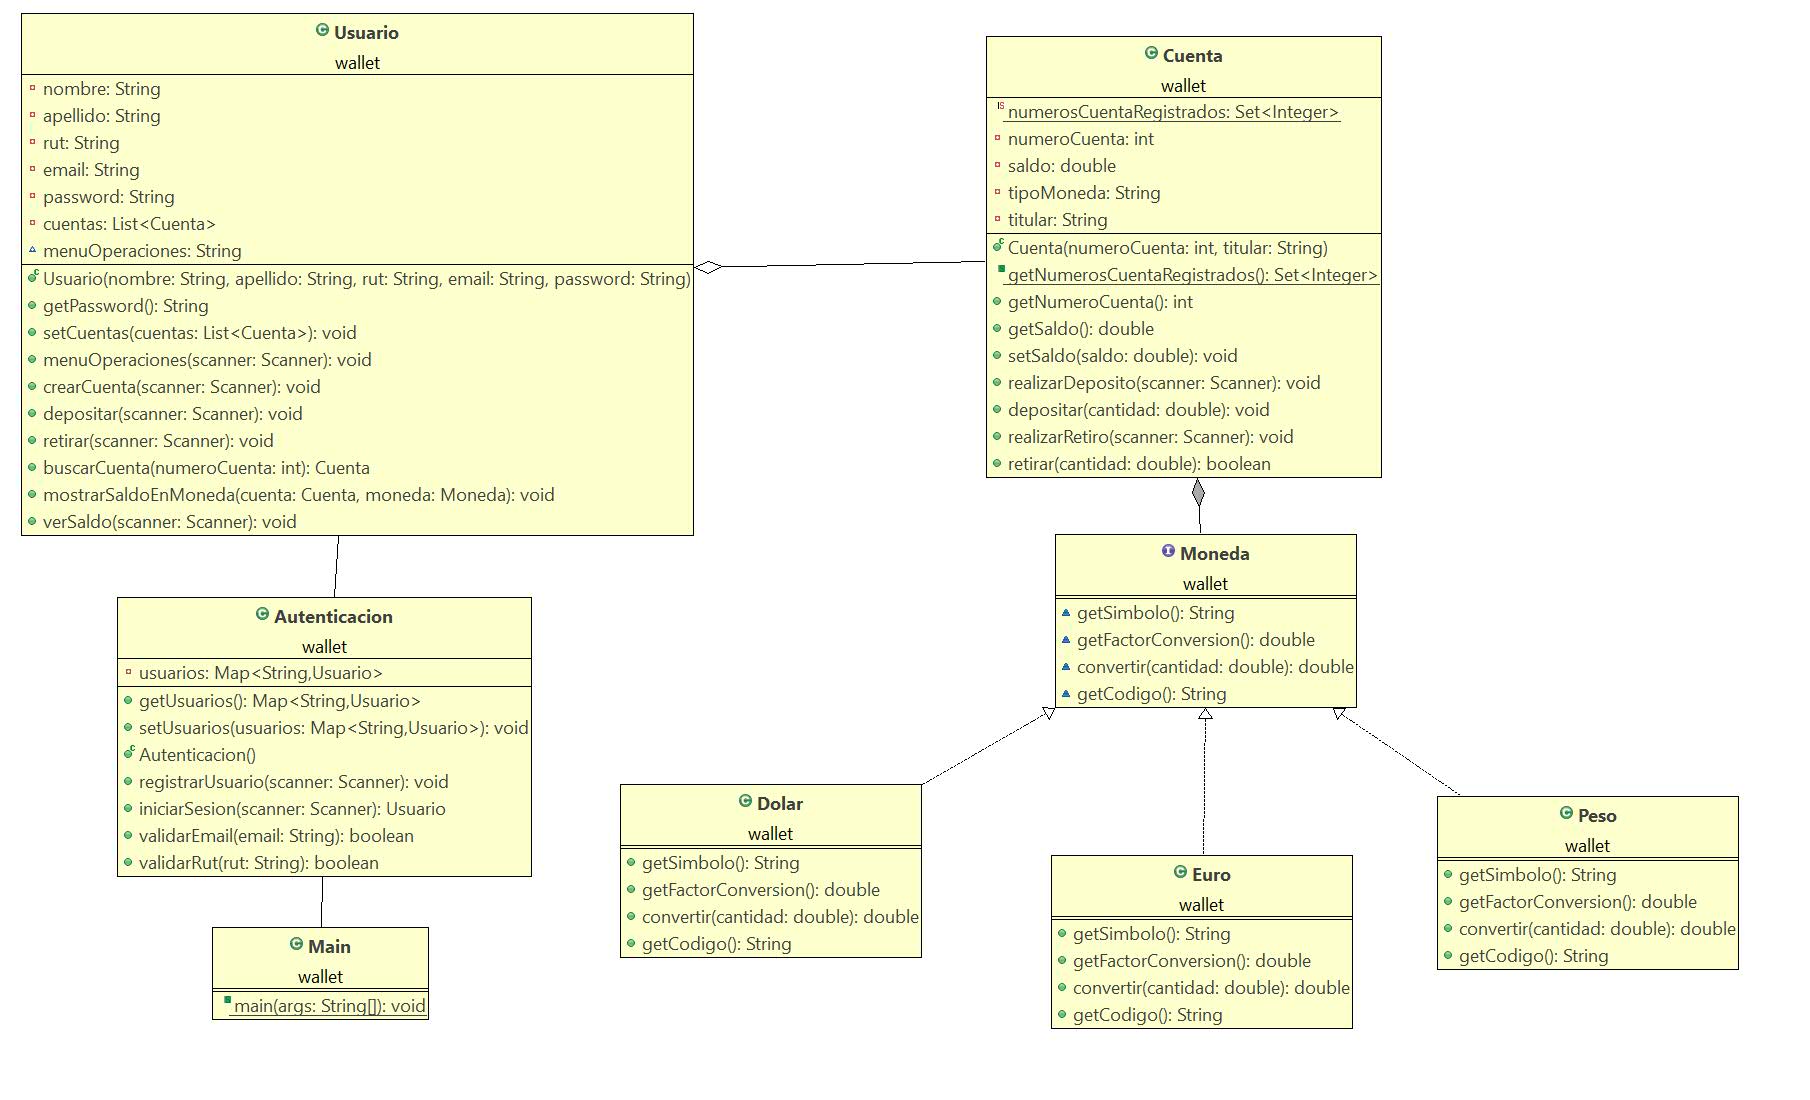 Usuario
wallet
nombre: String
apellido: String
rut: String
email: String
password: String
cuentas: List<Cuenta>
menuOperaciones: String
Usuario(nombre: String, apellido: String, rut: String, email: String, password: String)
getPassword(): String
setCuentas(cuentas: List<Cuenta>): void
menuOperaciones(scanner: Scanner): void
crearCuenta(scanner: Scanner): void
depositar(scanner: Scanner): void
retirar(scanner: Scanner): void
buscarCuenta(numeroCuenta: int): Cuenta
mostrarSaldoEnMoneda(cuenta: Cuenta, moneda: Moneda): void
verSaldo(scanner: Scanner): void
Cuenta
wallet
numerosCuentaRegistrados: Set<Integer>
numeroCuenta: int
saldo: double
tipoMoneda: String
titular: String
Cuenta(numeroCuenta: int, titular: String)
getNumerosCuentaRegistrados(): Set<Integer>
getNumeroCuenta(): int
getSaldo(): double
setSaldo(saldo: double): void
realizarDeposito(scanner: Scanner): void
depositar(cantidad: double): void
realizarRetiro(scanner: Scanner): void
retirar(cantidad: double): boolean
Moneda
wallet
getSimbolo(): String
getFactorConversion(): double
convertir(cantidad: double): double
getCodigo(): String
Autenticacion
wallet
usuarios: Map<String,Usuario>
getUsuarios(): Map<String,Usuario>
setUsuarios(usuarios: Map<String,Usuario>): void
Autenticacion()
registrarUsuario(scanner: Scanner): void
iniciarSesion(scanner: Scanner): Usuario
validarEmail(email: String): boolean
validarRut(rut: String): boolean
Main
wallet
main(args: String[]): void
Dolar
wallet
getSimbolo(): String
getFactorConversion(): double
convertir(cantidad: double): double
getCodigo(): String
Euro
wallet
getSimbolo(): String
getFactorConversion(): double
convertir(cantidad: double): double
getCodigo(): String
Peso
wallet
getSimbolo(): String
getFactorConversion(): double
convertir(cantidad: double): double
getCodigo(): String